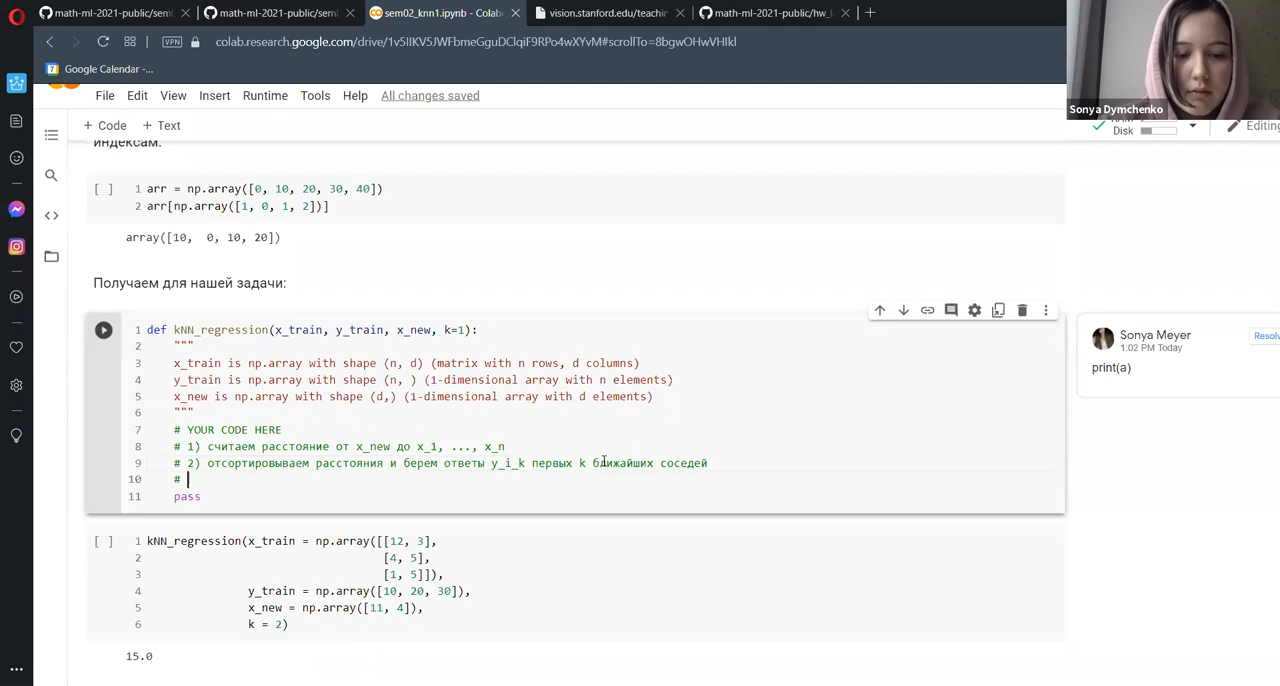 math-ml-2021-public/sem
math-ml-2021-public/sem
sem02_knn1.ipynb - Colab
vision.stanford.edu/teachin
math-ml-2021-public/hw_
VPN
colab.research.google.com/drive/1v5IIKV5JWFbmeGguDClqiF9RPo4wXYvM#scrollTo=8bgwOHwVHIkl
7 Google Calendar -...
Sonya Dymchenko
File Edit View Insert Runtime Tools Help All changes saved
+ Code + Text
RAM
Disk
Editing
индексам.
[ ] 1 arr = np.array([0, 10, 20, 30, 40])
2 arr[np.array([1, 0, 1, 2])]
array([10,  0, 10, 20])
Получаем для нашей задачи:
1 def kNN_regression(x_train, y_train, x_new, k=1):
2 """
3 x_train is np.array with shape (n, d) (matrix with n rows, d columns)
4 y_train is np.array with shape (n, ) (1-dimensional array with n elements)
5 x_new is np.array with shape (d,) (1-dimensional array with d elements)
6 """
7 # YOUR CODE HERE
8 # 1) считаем расстояние от x_new до x_1, ..., x_n
9 # 2) отсортировываем расстояния и берем ответы y_i_k первых k ближайших соседей
10 #
11 pass
Sonya Meyer
1:02 PM Today
Resolv
print(a)
[ ] 1 kNN_regression(x_train = np.array([[12, 3],
2 [4, 5],
3 [1, 5]]),
4 y_train = np.array([10, 20, 30]),
5 x_new = np.array([11, 4]),
6 k = 2)
15.0